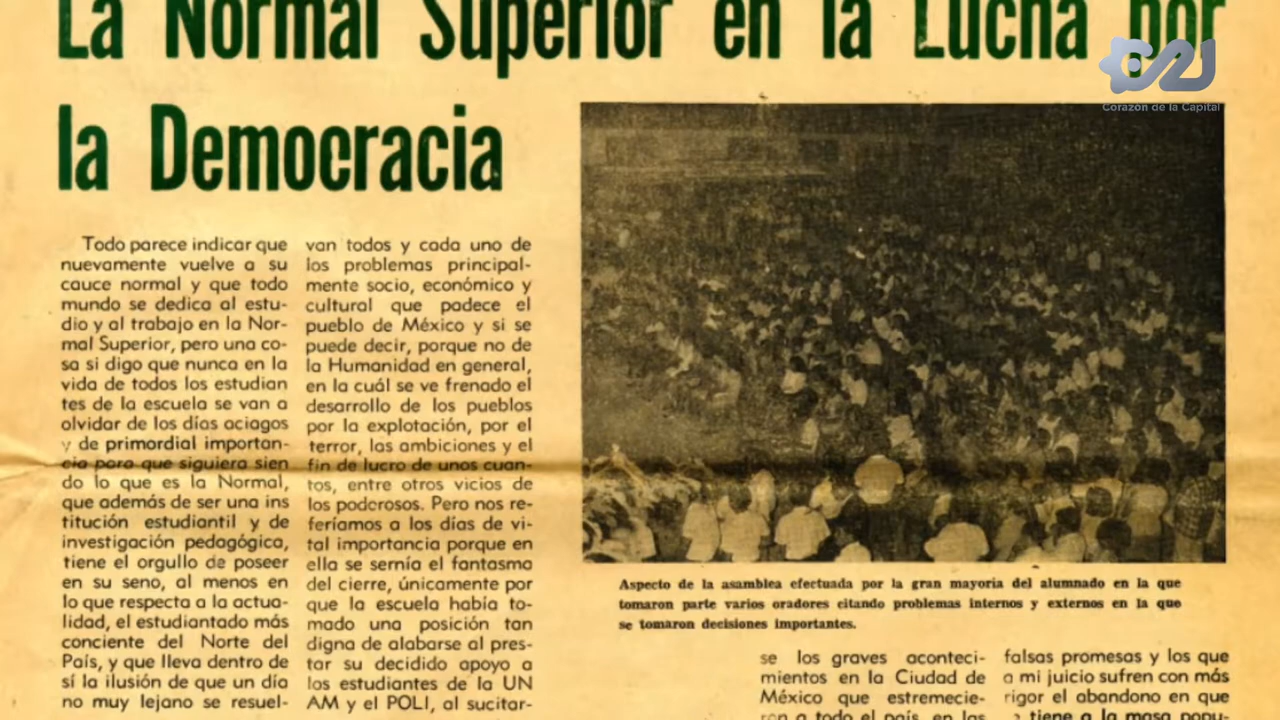 La Normal Superior en la Lucha por
la Democracia
Todo parece indicar que
nuevamente vuelve a su
cauce normal y que todo
mundo se dedica al estu-
dio y al trabajo en la Nor-
mal Superior, pero una co-
sa si digo que nunca en la
vida de todos los estudian
tes de la escuela se van a
olvidar de los días aciagos
y de primordial importan-
cia para que siguiera sien
do lo que es la Normal,
que además de ser una ins
titución estudiantil y de
investigación pedagógica,
tiene el orgullo de poseer
en su seno, al menos en
lo que respecta a la actua-
lidad, el estudiantado más
conciente del Norte del
País, y que lleva dentro de
sí la ilusión de que un día
no muy lejano se resuel-
van todos y cada uno de
los problemas principal-
mente socio, económico y
cultural que padece el
pueblo de México y si se
puede decir, porque no de
la Humanidad en general,
en la cuál se ve frenado el
desarrollo de los pueblos
por la explotación, por el
terror, las ambiciones y el
fin de lucro de unos cuan-
tos, entre otros vicios de
los poderosos. Pero nos re-
feríamos a los días de vi-
tal importancia porque en
ella se sernía el fantasma
del cierre, únicamente por
que la escuela había to-
mado una posición tan
digna de alabarse al pres-
tar su decidido apoyo a
los estudiantes de la UN
AM y el POLI, al sucitar-
Corazón de la Capital
Aspecto de la asamblea efectuada por la gran mayoría del alumnado en la que
tomaron parte varios oradores citando problemas internos y externos en la que
se tomaron decisiones importantes.
se los graves aconteci-
mientos en la Ciudad de
México que estremecie-
ron a todo el país, en las
falsas promesas y los que
a mi juicio sufren con más
rigor el abandono en que
se tiene a la masa popu-